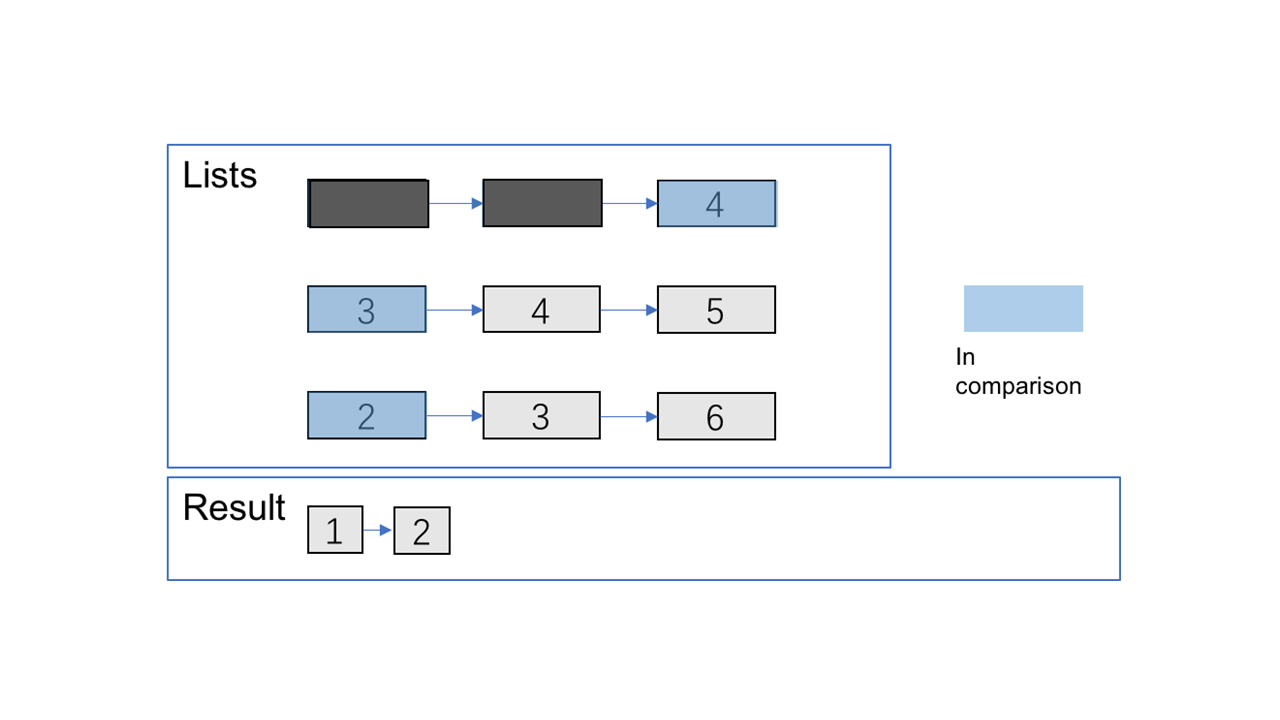 Lists
4
3 4 5
2 3 6
In
comparison
Result
1 2